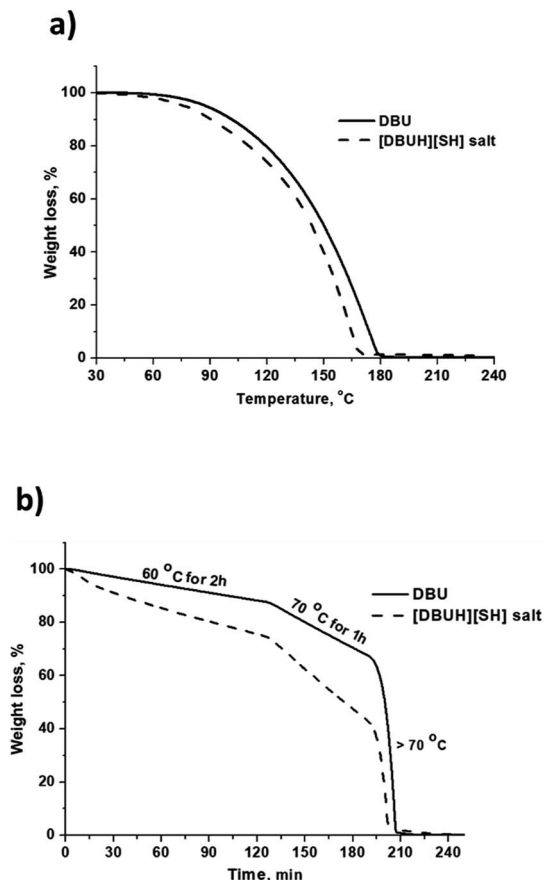 a)
100
80
60
40
20
0
Weight loss, %
DBU
[DBUH][SH] salt
30 60 90 120 150 180 210 240
Temperature, °C
b)
100
80
60
40
20
0
Weight loss, %
60 °C for 2h
70 °C for 1h
> 70 °C
DBU
[DBUH][SH] salt
0 30 60 90 120 150 180 210 240
Time, min